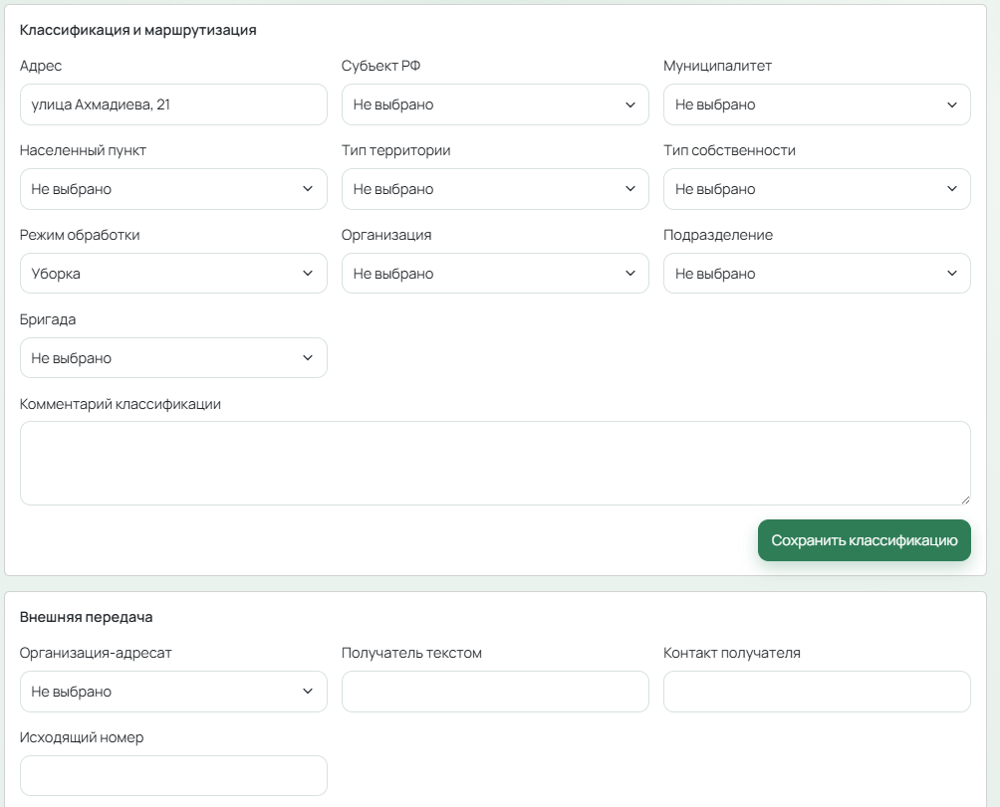 Классификация и маршрутизация
Адрес Субъект РФ Муниципалитет
улица Ахмадиева, 21 Не выбрано Не выбрано
Населенный пункт Тип территории Тип собственности
Не выбрано Не выбрано Не выбрано
Режим обработки Организация Подразделение
Уборка Не выбрано Не выбрано
Бригада
Не выбрано
Комментарий классификации
Сохранить классификацию
Внешняя передача
Организация-адресат Получатель текстом Контакт получателя
Не выбрано
Исходящий номер